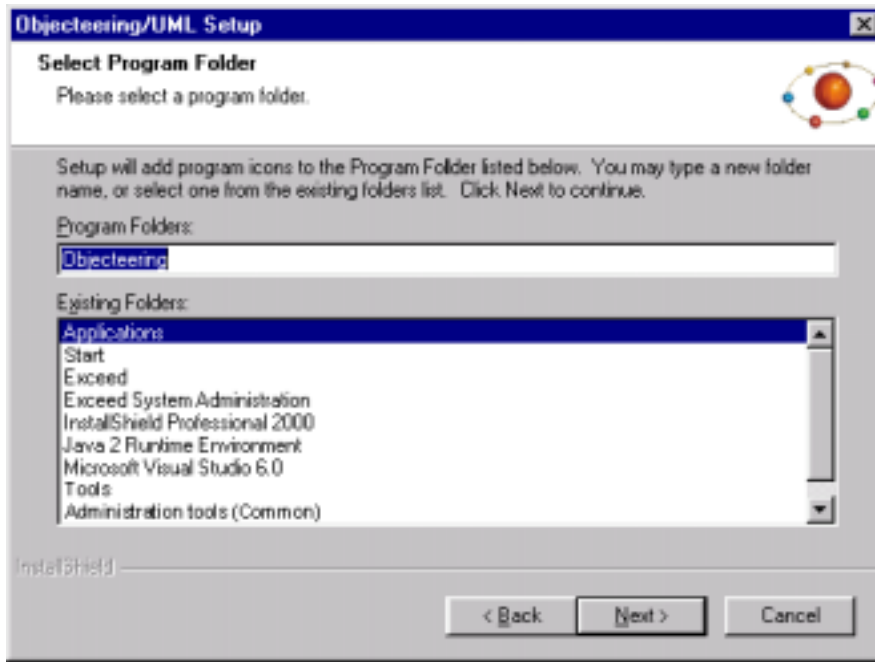 Objecteering/UML Setup
Select Program Folder
Please select a program folder.
Setup will add program icons to the Program Folder listed below. You may type a new folder
name, or select one from the existing folders list. Click Next to continue.
Program Folders:
Objecteering
Existing Folders:
Applications
Start
Exceed
Exceed System Administration
InstallShield Professional 2000
Java 2 Runtime Environment
Microsoft Visual Studio 6.0
Tools
Administration tools (Common)
InstallShield
< Back Next > Cancel